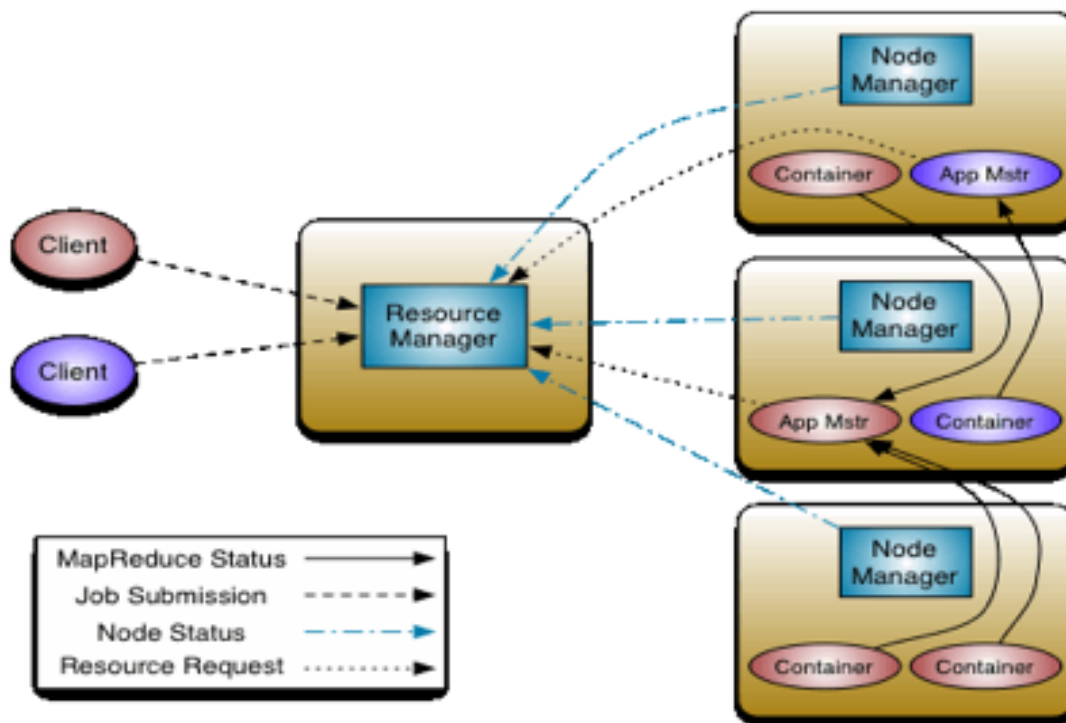 Node
Manager
Container
App Mstr
Client
Client
Resource
Manager
Node
Manager
App Mstr
Container
Node
Manager
Container
Container
MapReduce Status
Job Submission
Node Status
Resource Request